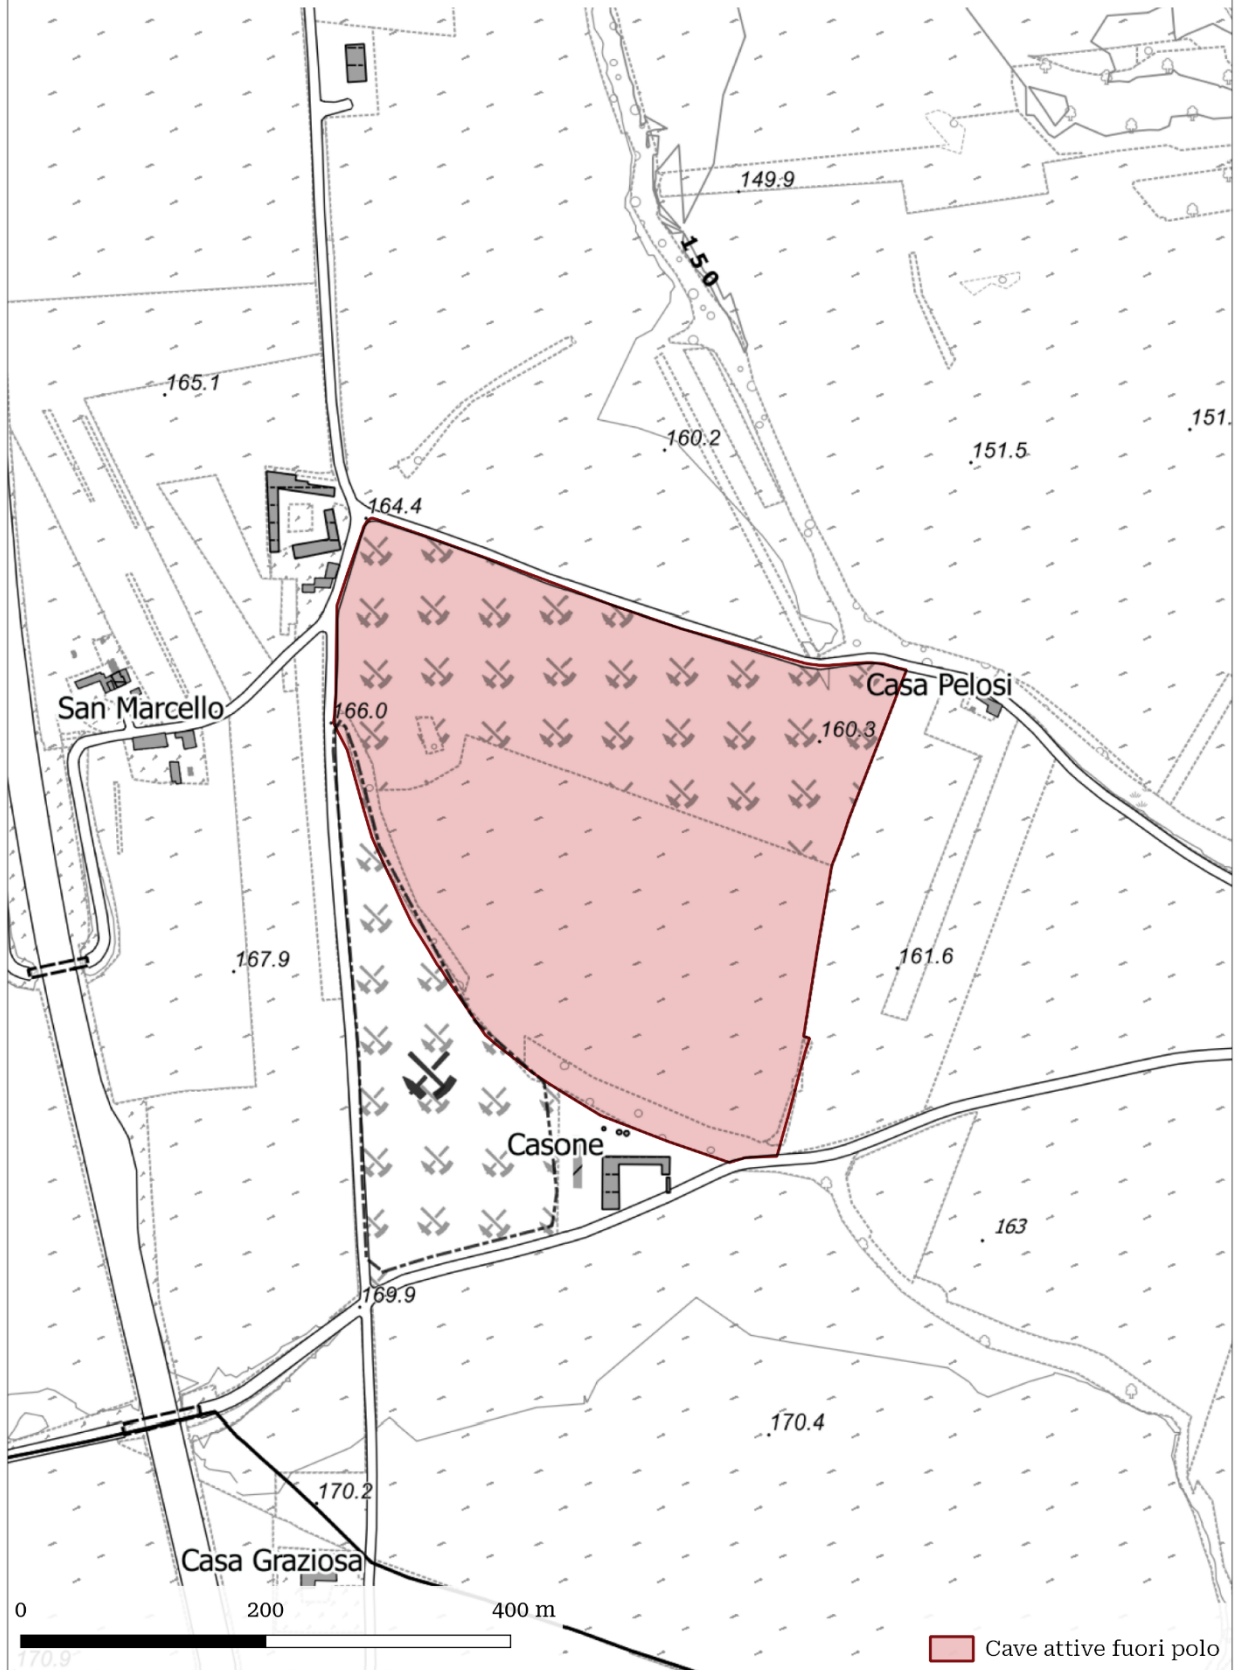 149.9
150
165.1
151.
160.2
151.5
164.4
Casa Pelosi
San Marcello
166.0
160.3
167.9
161.6
Casone
163
169.9
170.4
170.2
Casa Graziosa
0 200 400 m
Cave attive fuori polo
170.9